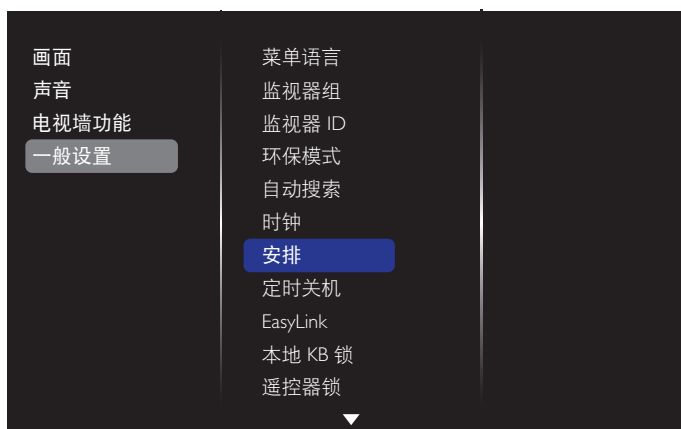 画面
声音
电视墙功能
一般设置
菜单语言
监视器组
监视器 ID
环保模式
自动搜索
时钟
安排
定时关机
EasyLink
本地 KB 锁
遥控器锁